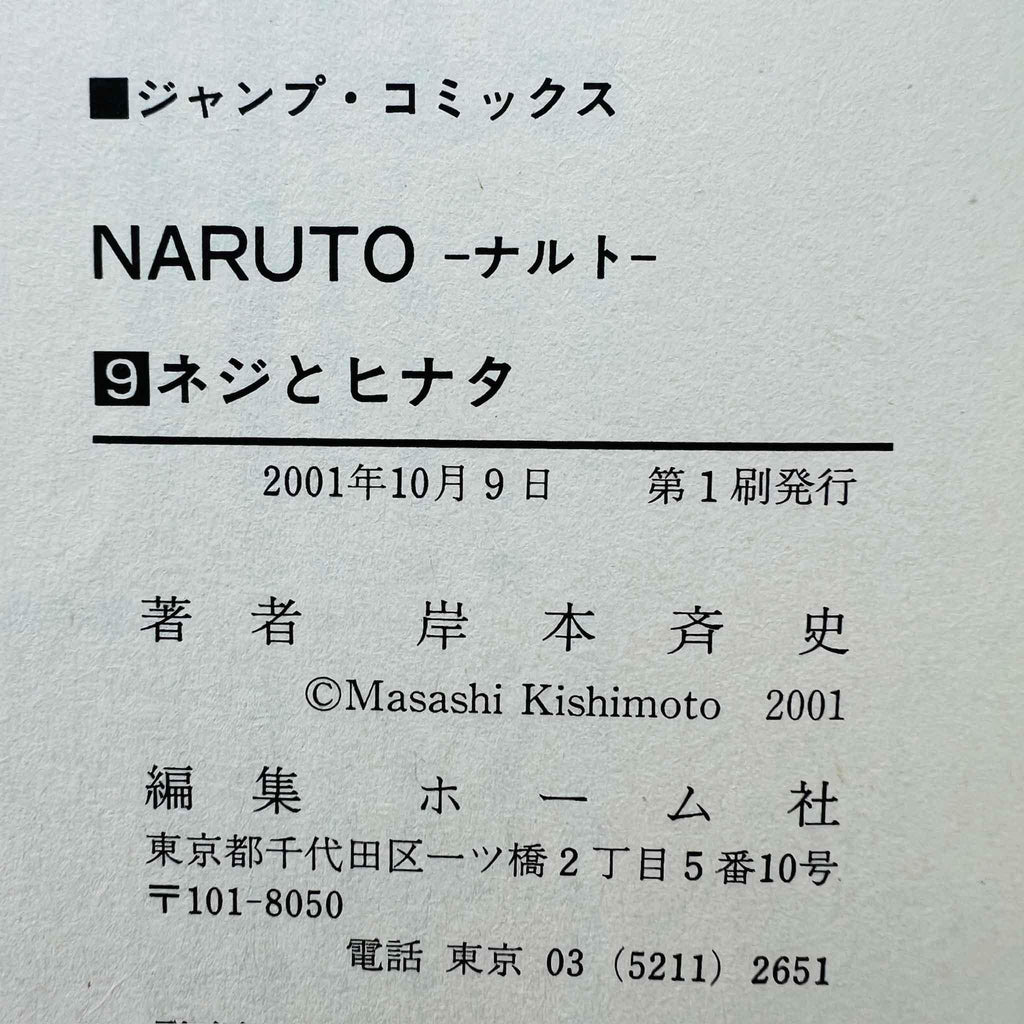 ■ジャンプ・コミックス
NARUTO –ナルト–
9ネジとヒナタ
2001年10月9日　第1刷発行
著者　岸本斉史
©Masashi Kishimoto 2001
編集　ホーム社
東京都千代田区一ツ橋2丁目5番10号
〒101-8050
電話 東京 03 (5211) 2651